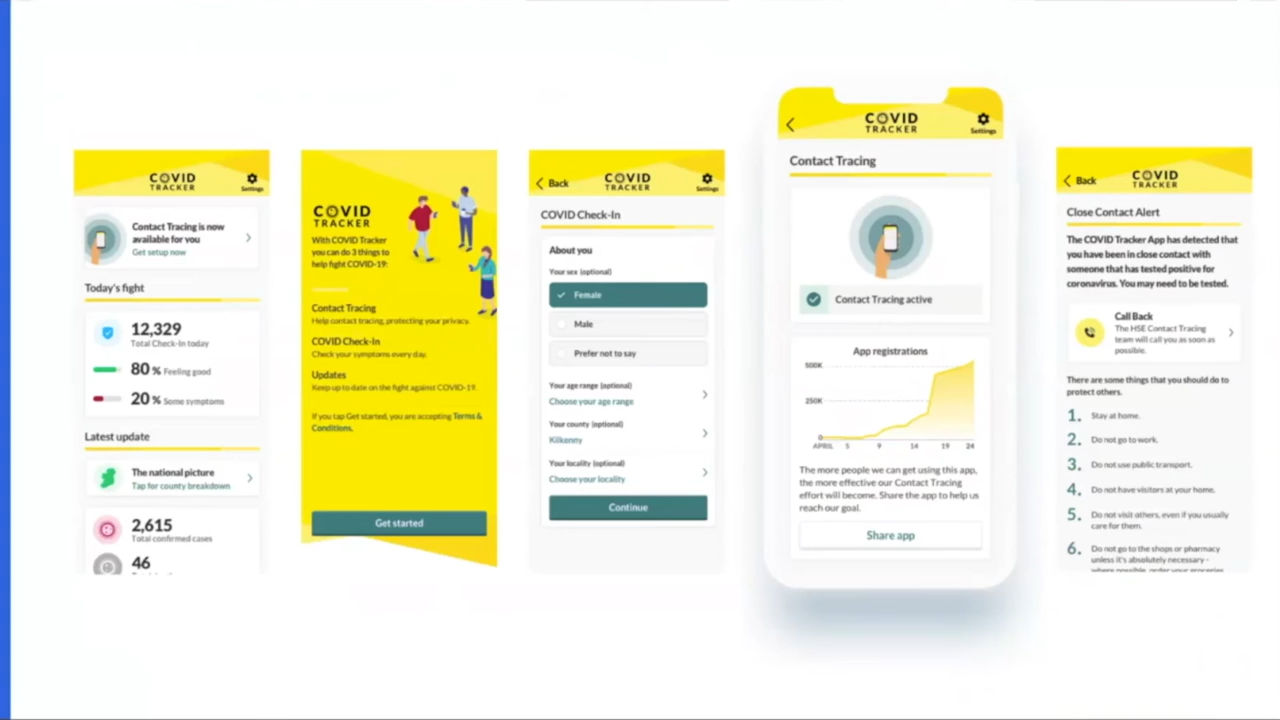 COVID
TRACKER
Settings
Contact Tracing is now
available for you
Get setup now
Today's fight
12,329
Total Check-In today
80 % Feeling good
20 % Some symptoms
Latest update
The national picture
Tap for county breakdown
2,615
Total confirmed cases
46
COVID
TRACKER
With COVID Tracker
you can do 3 things to
help fight COVID-19:
Contact Tracing
Help contact tracing, protecting your privacy.
COVID Check-In
Check your symptoms every day.
Updates
Keep up to date on the fight against COVID-19.
If you tap Get started, you are accepting Terms &
Conditions.
Get started
Back
COVID
TRACKER
Settings
COVID Check-In
About you
Your sex (optional)
Female
Male
Prefer not to say
Your age range (optional)
Choose your age range
Your county (optional)
Kilkenny
Your locality (optional)
Choose your locality
Continue
COVID
TRACKER
Settings
Contact Tracing
Contact Tracing active
App registrations
500K
250K
0
APRIL 5 9 14 19 24
The more people we can get using this app,
the more effective our Contact Tracing
effort will become. Share the app to help us
reach our goal.
Share app
Back
COVID
TRACKER
Close Contact Alert
The COVID Tracker App has detected that
you have been in close contact with
someone that has tested positive for
coronavirus. You may need to be tested.
Call Back
The HSE Contact Tracing
team will call you as soon as
possible.
There are some things that you should do to
protect others.
1. Stay at home.
2. Do not go to work.
3. Do not use public transport.
4. Do not have visitors at your home.
5. Do not visit others, even if you usually
care for them.
6. Do not go to the shops or pharmacy
unless it's absolutely necessary -
where possible, order your groceries